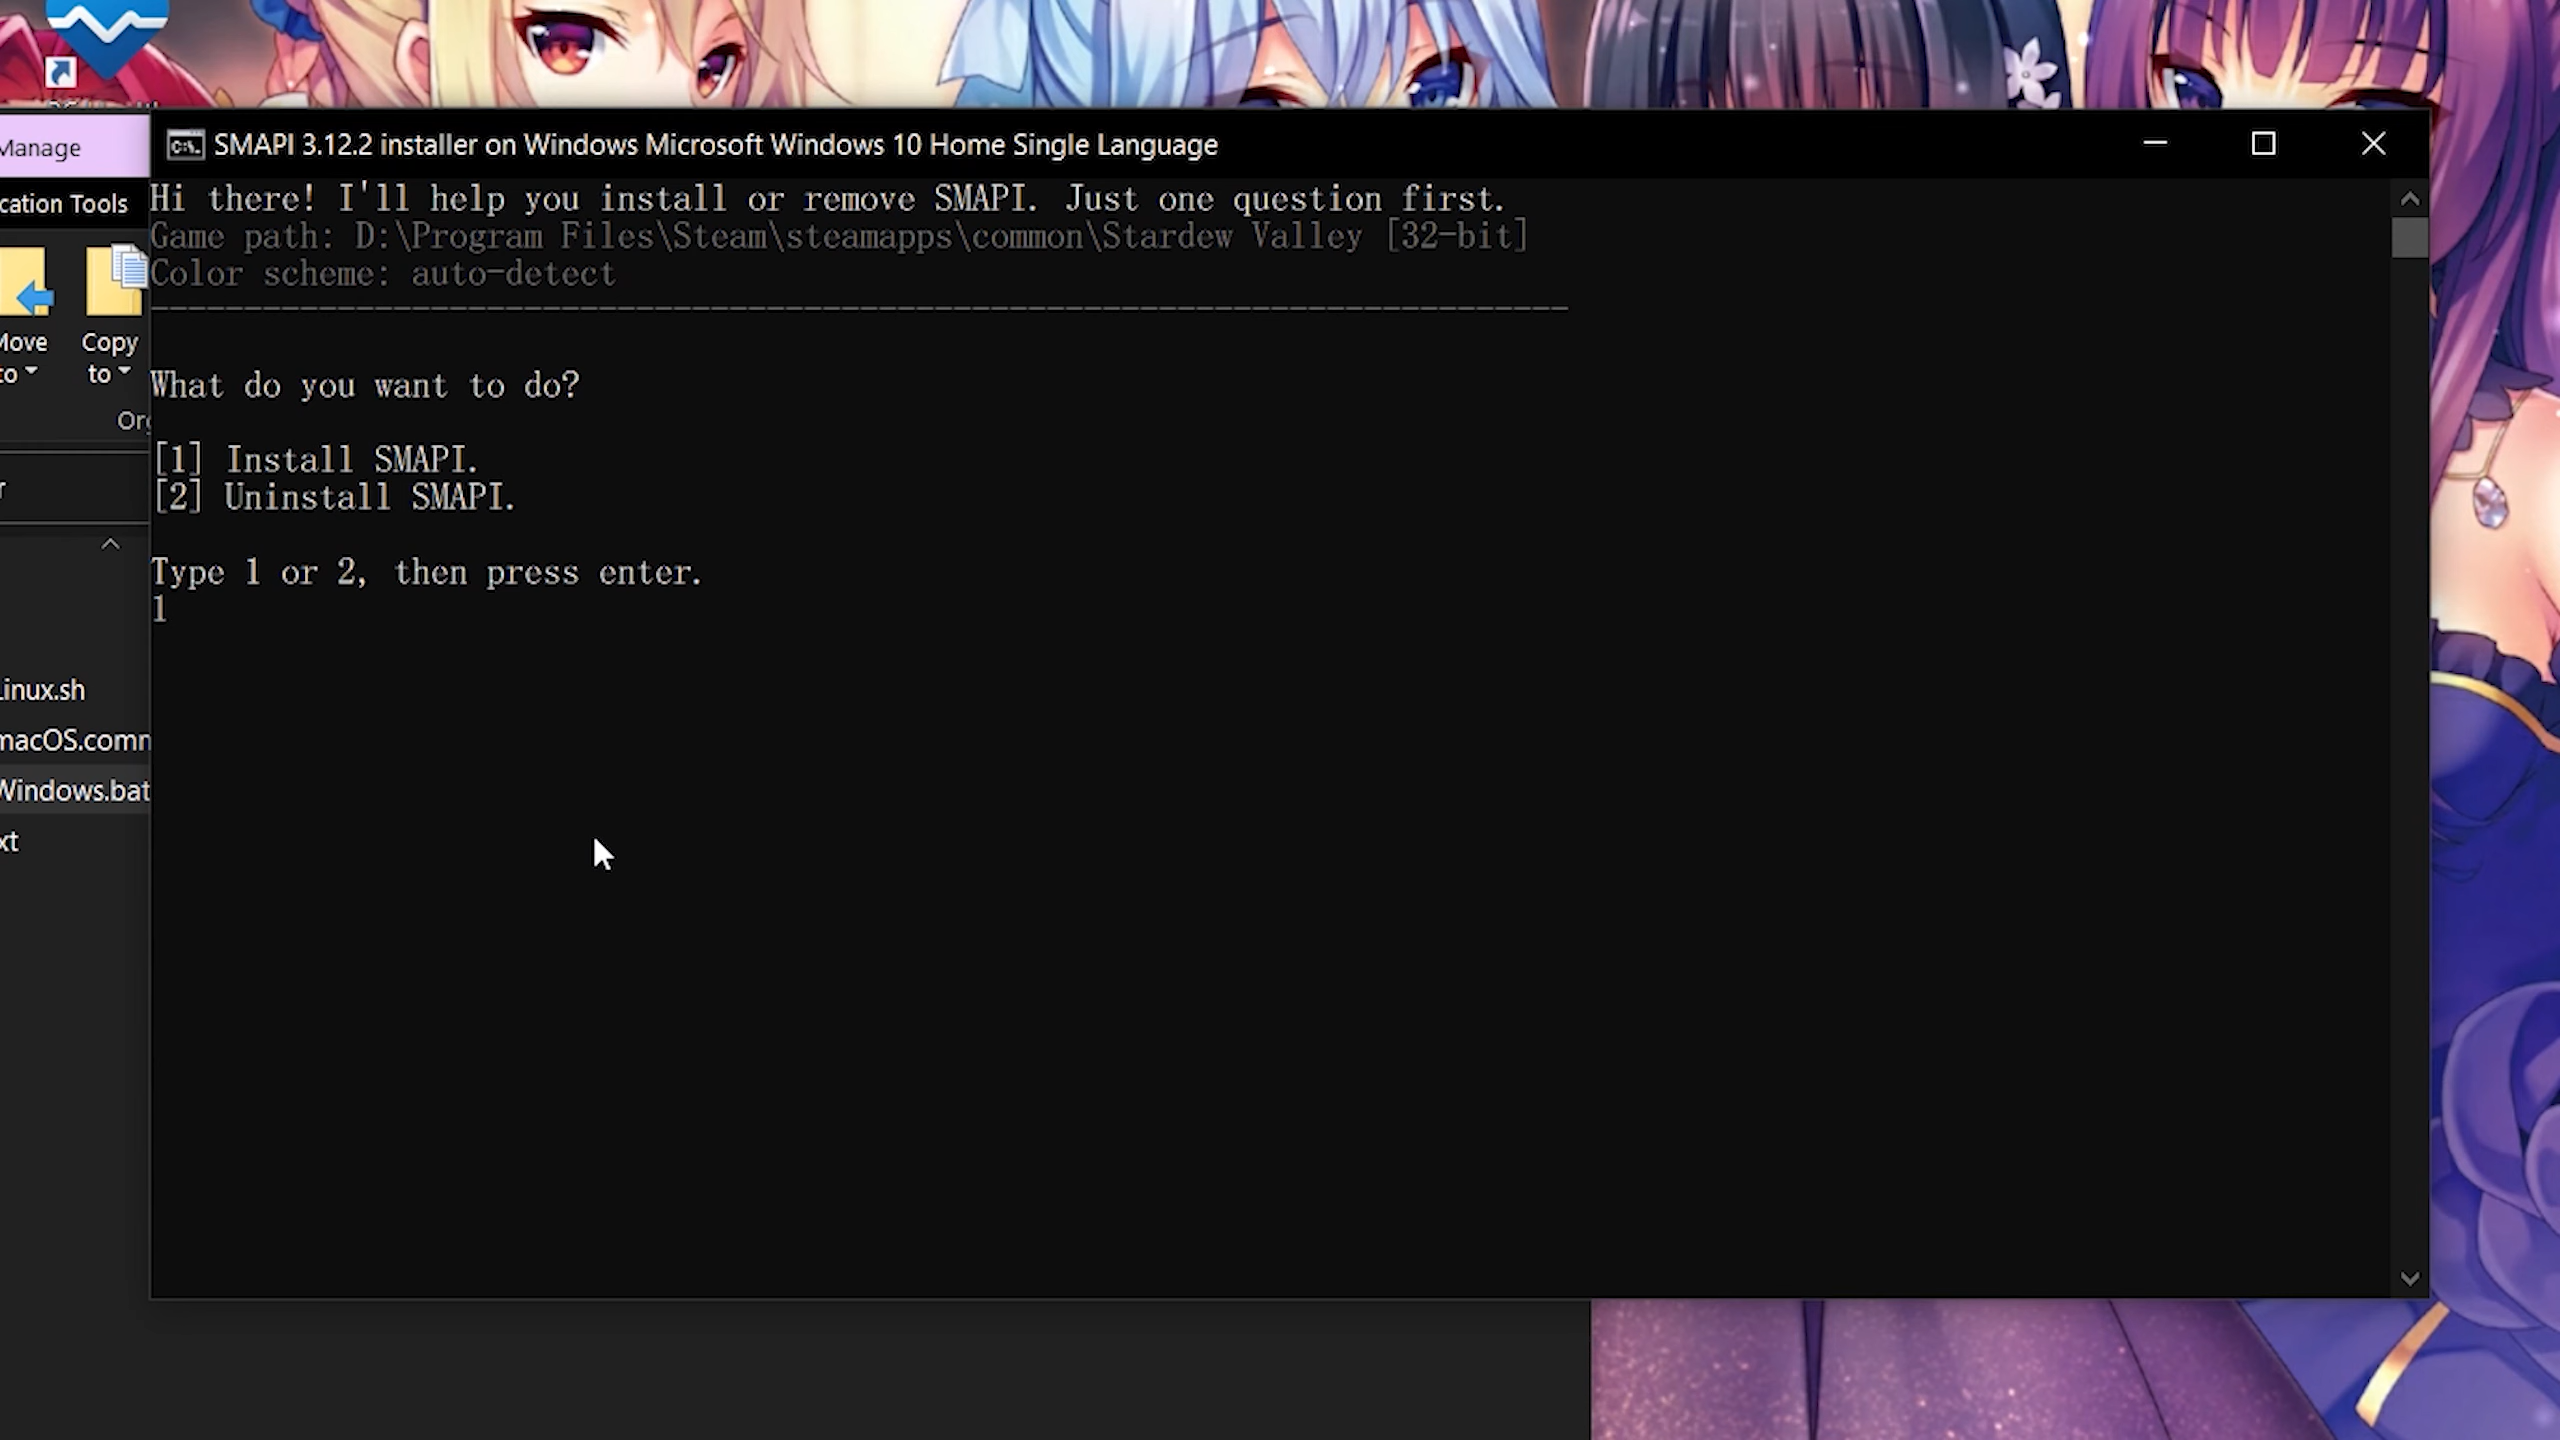 Manage
SMAPI 3.12.2 installer on Windows Microsoft Windows 10 Home Single Language
cation Tools
Hi there! I'll help you install or remove SMAPI. Just one question first.
Game path: D:\Program Files\Steam\steamapps\common\Stardew Valley [32-bit]
Color scheme: auto-detect
Move to
Copy to
What do you want to do?
[1] Install SMAPI.
[2] Uninstall SMAPI.
Type 1 or 2, then press enter.
1
Linux.sh
macOS.comm
Windows.bat
xt